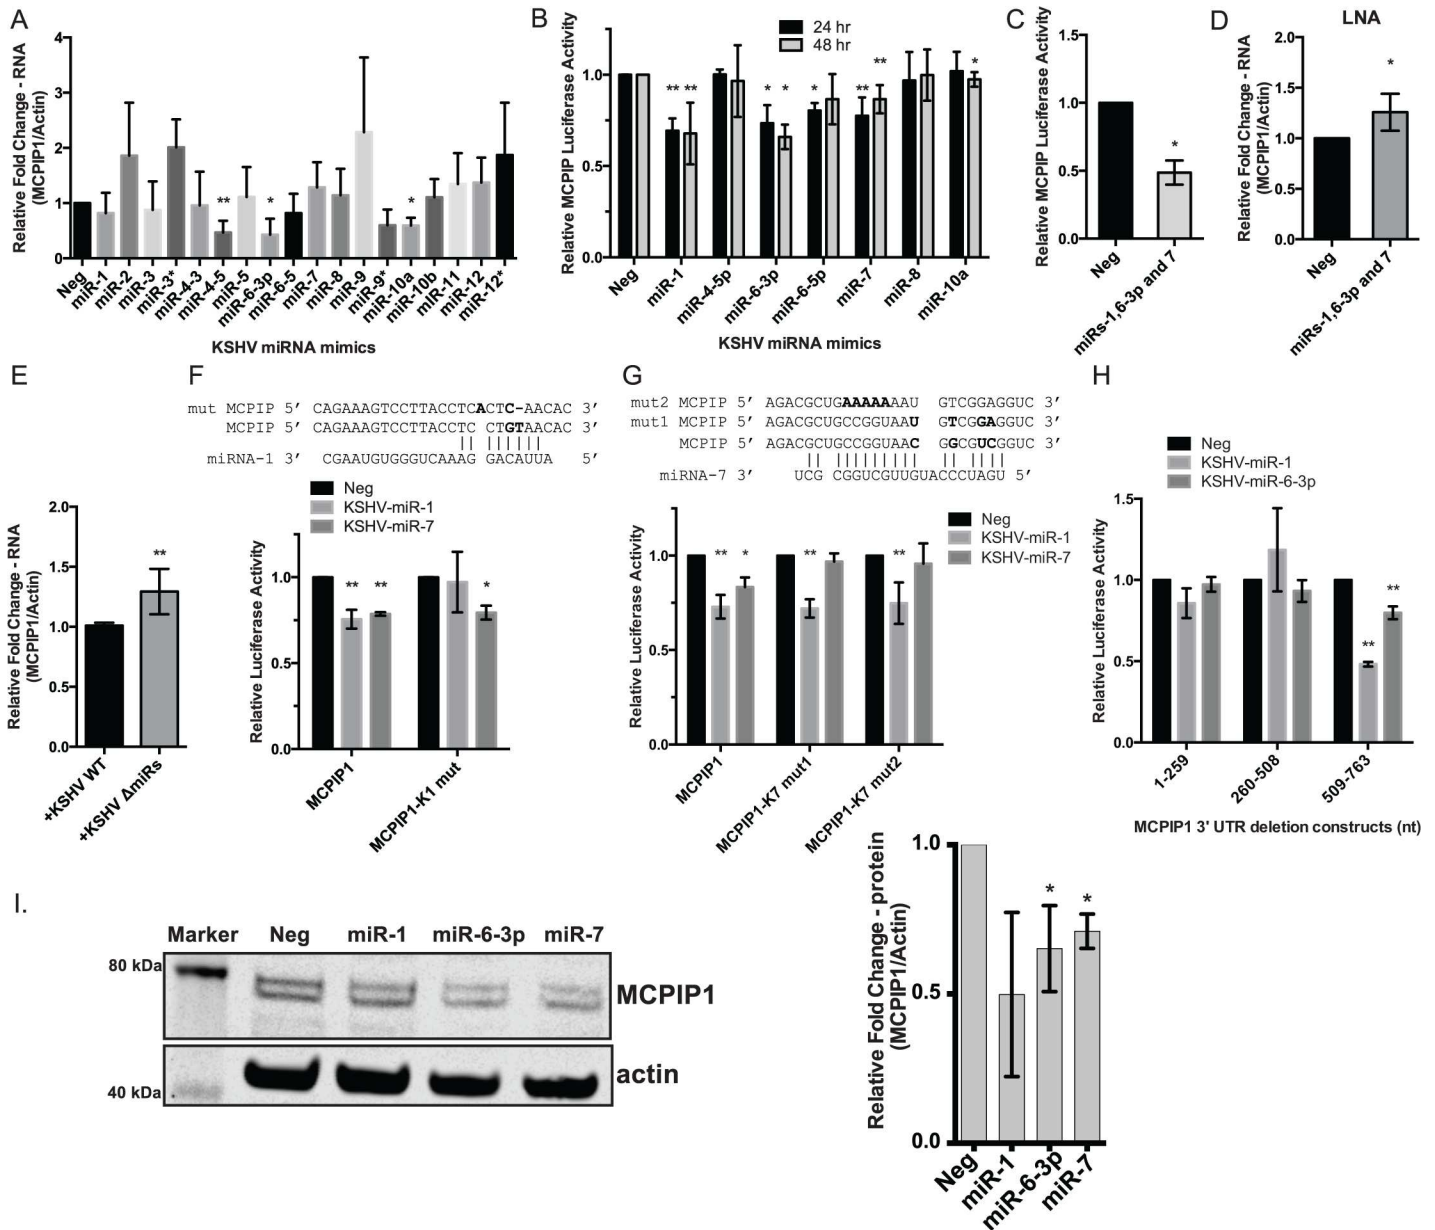 A
Relative Fold Change - RNA
(MCPIP1/Actin)
4
3
2
1
0
** * *
Neg miR-1 miR-2 miR-3 miR-3* miR-4-3 miR-4-5 miR-5 miR-6-3p miR-6-5 miR-7 miR-8 miR-9 miR-9* miR-10a miR-10b miR-11 miR-12 miR-12*
KSHV miRNA mimics
B
Relative MCPIP Luciferase Activity
24 hr
48 hr
1.0
0.5
0.0
** ** * * * ** ** *
Neg miR-1 miR-4-5p miR-6-3p miR-6-5p miR-7 miR-8 miR-10a
KSHV miRNA mimics
C
Relative MCPIP Luciferase Activity
1.5
1.0
0.5
0.0
*
Neg miRs-1,6-3p and 7
D
LNA
Relative Fold Change - RNA
(MCPIP1/Actin)
2.0
1.5
1.0
0.5
0.0
*
Neg miRs-1,6-3p and 7
E
Relative Fold Change - RNA
(MCPIP1/Actin)
2.0
1.5
1.0
0.5
0.0
**
+KSHV WT +KSHV ΔmiRs
F
mut MCPIP 5′ CAGAAAGTCCTTACCTCACTC-AACAC 3′
MCPIP 5′ CAGAAAGTCCTTACCTC CTGTAACAC 3′
miRNA-1 3′ CGAAUGUGGGUCAAAG GACAUUA 5′
Neg
KSHV-miR-1
KSHV-miR-7
Relative Luciferase Activity
1.0
0.5
0.0
** ** *
MCPIP1 MCPIP1-K1 mut
G
mut2 MCPIP 5′ AGACGCUGAAAAAAAU GTCGGAGGUC 3′
mut1 MCPIP 5′ AGACGCUGCCGGUAAU GTCGGAGGUC 3′
MCPIP 5′ AGACGCUGCCGGUAAC GGCGUCGGUC 3′
miRNA-7 3′ UCG CGGUCGUUGUACCCUAGU 5′
Neg
KSHV-miR-1
KSHV-miR-7
Relative Luciferase Activity
1.0
0.5
0.0
** * ** **
MCPIP1 MCPIP1-K7 mut1 MCPIP1-K7 mut2
H
Neg
KSHV-miR-1
KSHV-miR-6-3p
Relative Luciferase Activity
1.5
1.0
0.5
0.0
** **
1-259 260-508 509-763
MCPIP1 3' UTR deletion constructs (nt)
I.
Marker Neg miR-1 miR-6-3p miR-7
80 kDa
MCPIP1
actin
40 kDa
Relative Fold Change - protein
(MCPIP1/Actin)
1.0
0.5
0.0
* *
Neg miR-1 miR-6-3p miR-7